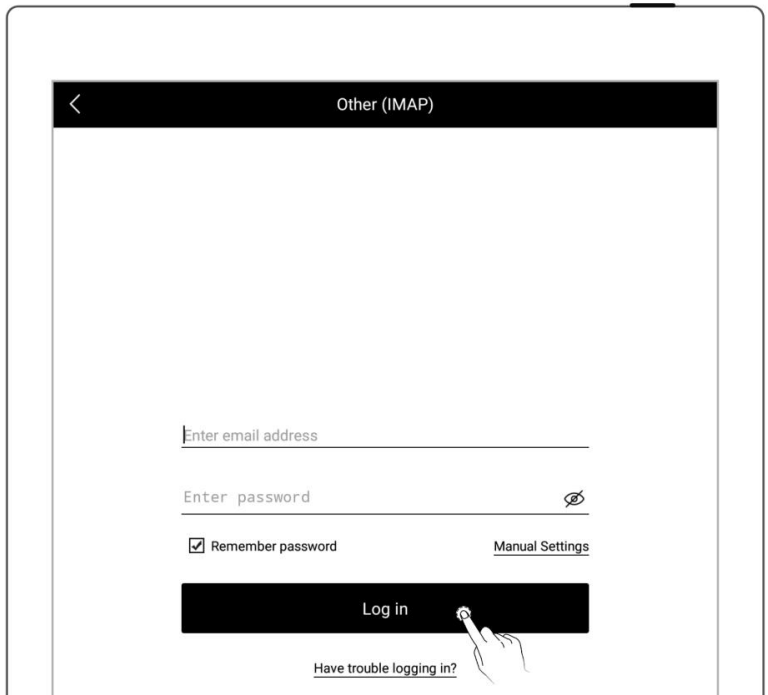 Other (IMAP)
Enter email address
Enter password
Remember password
Manual Settings
Log in
Have trouble logging in?